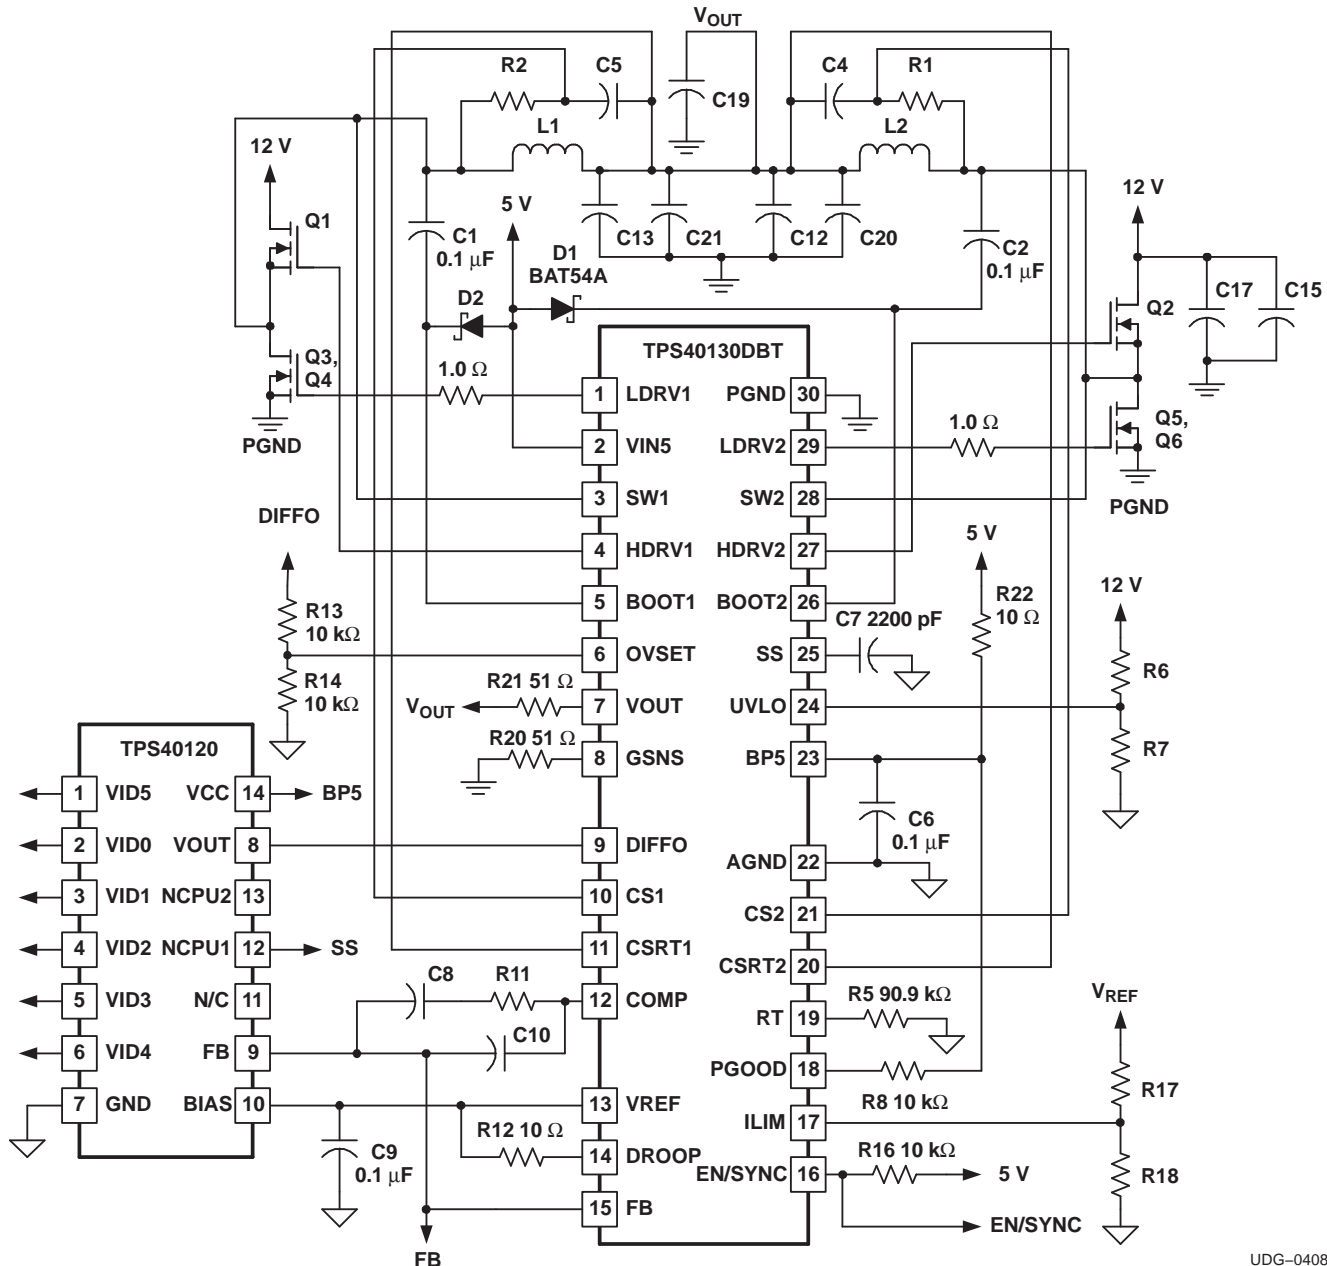 VOUT
R2
C5
C4
R1
C19
L1
L2
12 V
5 V
12 V
Q1
C1
0.1 µF
D1
BAT54A
C13
C21
C12
C20
C2
0.1 µF
D2
Q2
C17
C15
TPS40130DBT
Q3,
Q4
1.0 Ω
1 LDRV1
PGND 30
PGND
2 VIN5
LDRV2 29
1.0 Ω
Q5,
Q6
3 SW1
SW2 28
PGND
DIFFO
4 HDRV1
HDRV2 27
5 V
5 BOOT1
BOOT2 26
R22
10 Ω
12 V
R13
10 kΩ
C7 2200 pF
6 OVSET
SS 25
R6
R14
10 kΩ
R21 51 Ω
VOUT
7 VOUT
UVLO 24
R20 51 Ω
8 GSNS
BP5 23
R7
TPS40120
1 VID5
VCC 14
BP5
C6
0.1 µF
2 VID0
VOUT 8
9 DIFFO
AGND 22
3 VID1
NCPU2 13
10 CS1
CS2 21
4 VID2
NCPU1 12
SS
11 CSRT1
CSRT2 20
C8
R11
5 VID3
N/C 11
12 COMP
R5 90.9 kΩ
RT 19
VREF
C10
6 VID4
FB 9
PGOOD 18
R17
R8 10 kΩ
7 GND
BIAS 10
13 VREF
ILIM 17
C9
0.1 µF
R12 10 Ω
14 DROOP
R16 10 kΩ
EN/SYNC 16
5 V
R18
15 FB
EN/SYNC
FB
UDG–0408